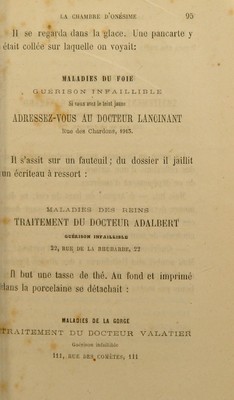 LA CHAMBRE D'ONÉSIME 95
Il se regarda dans la glace. Une pancarte y
était collée sur laquelle on voyait:
MALADIES DU FOIE
GUÉRISON INFAILLIBLE
Si vous avez le teint jaune
ADRESSEZ-VOUS AU DOCTEUR LANCINANT
Rue des Chardons,
Il s'assit sur un fauteuil; du dossier il jaillit
un écriteau à ressort :
MALADIES DES REINS
TRAITEMENT DU DOCTEUR ADALBERT
GUÉRISON INFAILLIBLE
22, RUE DE LA RHUBARBE, 22
Il but une tasse de thé. Au fond et imprimé
dans la porcelaine se détachait :
MALADIES DE LA GORGE
TRAITEMENT DU DOCTEUR VALATIER
Guérison infaillible
111, RUE DES COMÈTES, 111